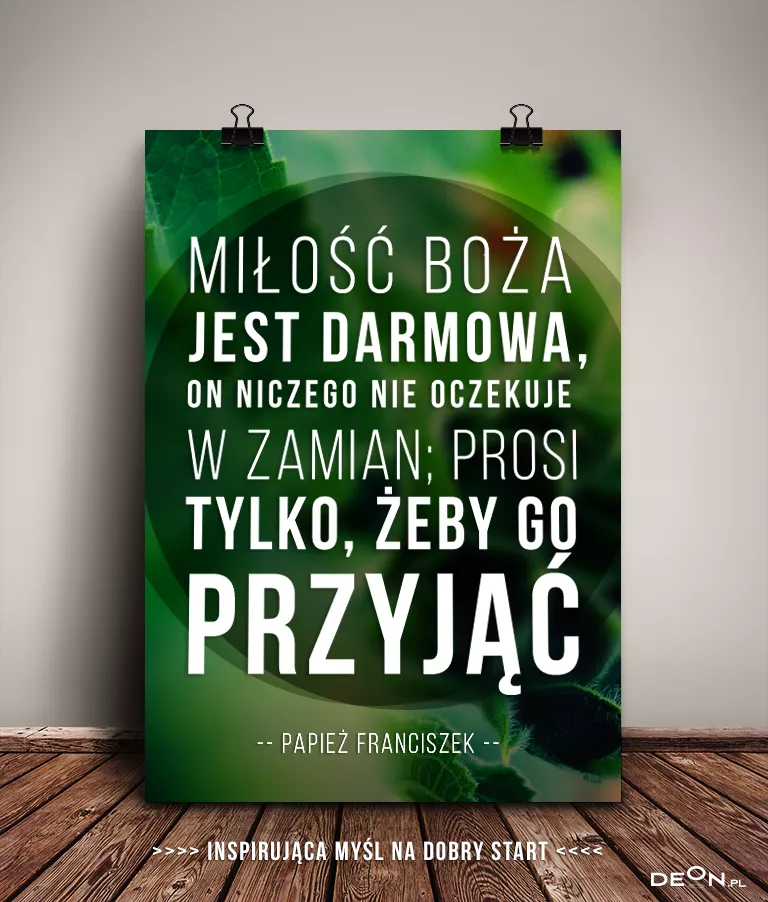 MIŁOŚĆ BOŻA
JEST DARMOWA,
ON NICZEGO NIE OCZEKUJE
W ZAMIAN; PROSI
TYLKO, ŻEBY GO
PRZYJĄĆ
-- PAPIEŻ FRANCISZEK --
>>>> INSPIRUJĄCA MYŚL NA DOBRY START <<<<
DEON.PL